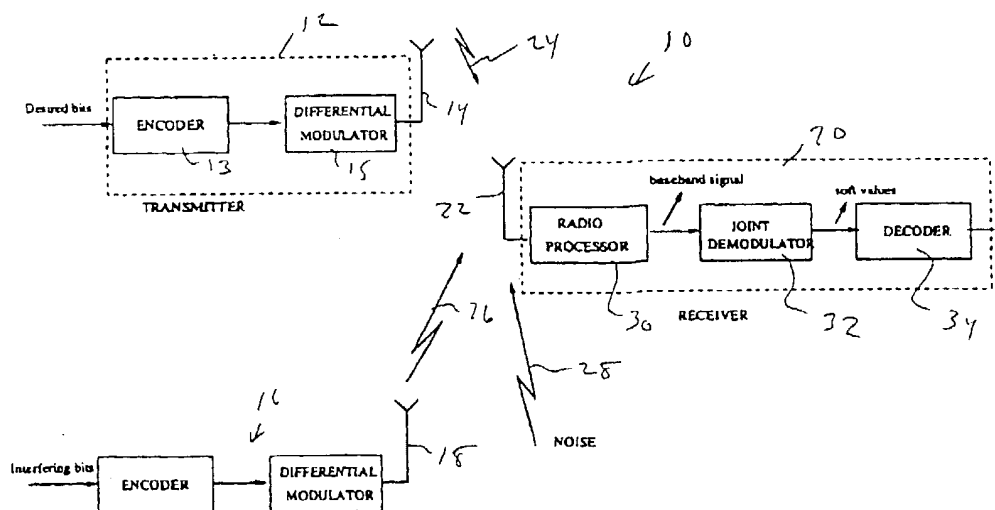 12
24
10
Desired bits
ENCODER
13
DIFFERENTIAL
MODULATOR
15
14
TRANSMITTER
20
baseband signal
soft values
22
RADIO
PROCESSOR
30
JOINT
DEMODULATOR
32
DECODER
34
RECEIVER
26
28
NOISE
16
18
Interfering bits
ENCODER
DIFFERENTIAL
MODULATOR